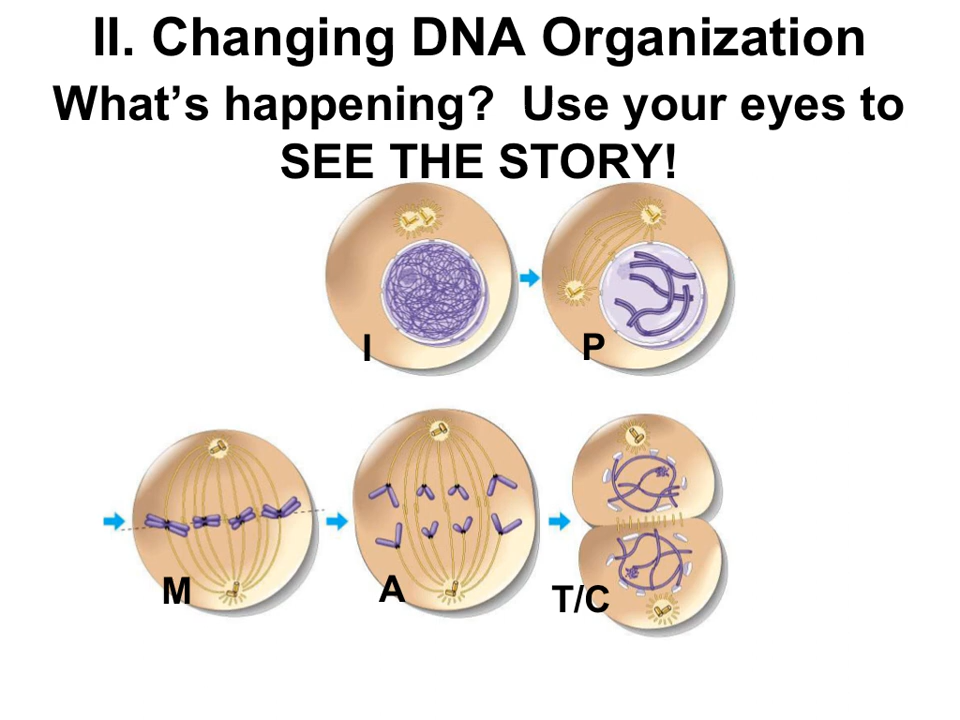 II. Changing DNA Organization
What’s happening?  Use your eyes to
SEE THE STORY!
I
P
M
A
T/C